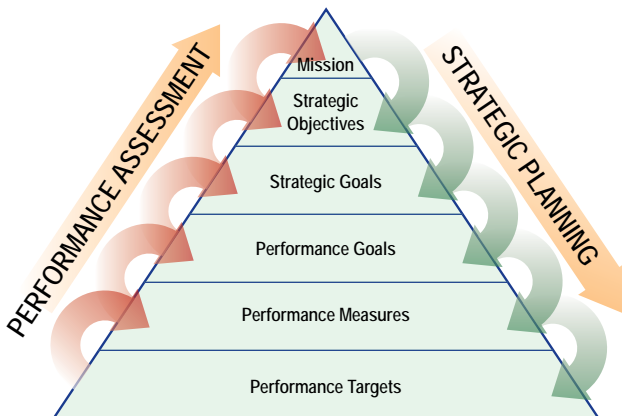 PERFORMANCE ASSESSMENT
STRATEGIC PLANNING
Mission
Strategic
Objectives
Strategic Goals
Performance Goals
Performance Measures
Performance Targets